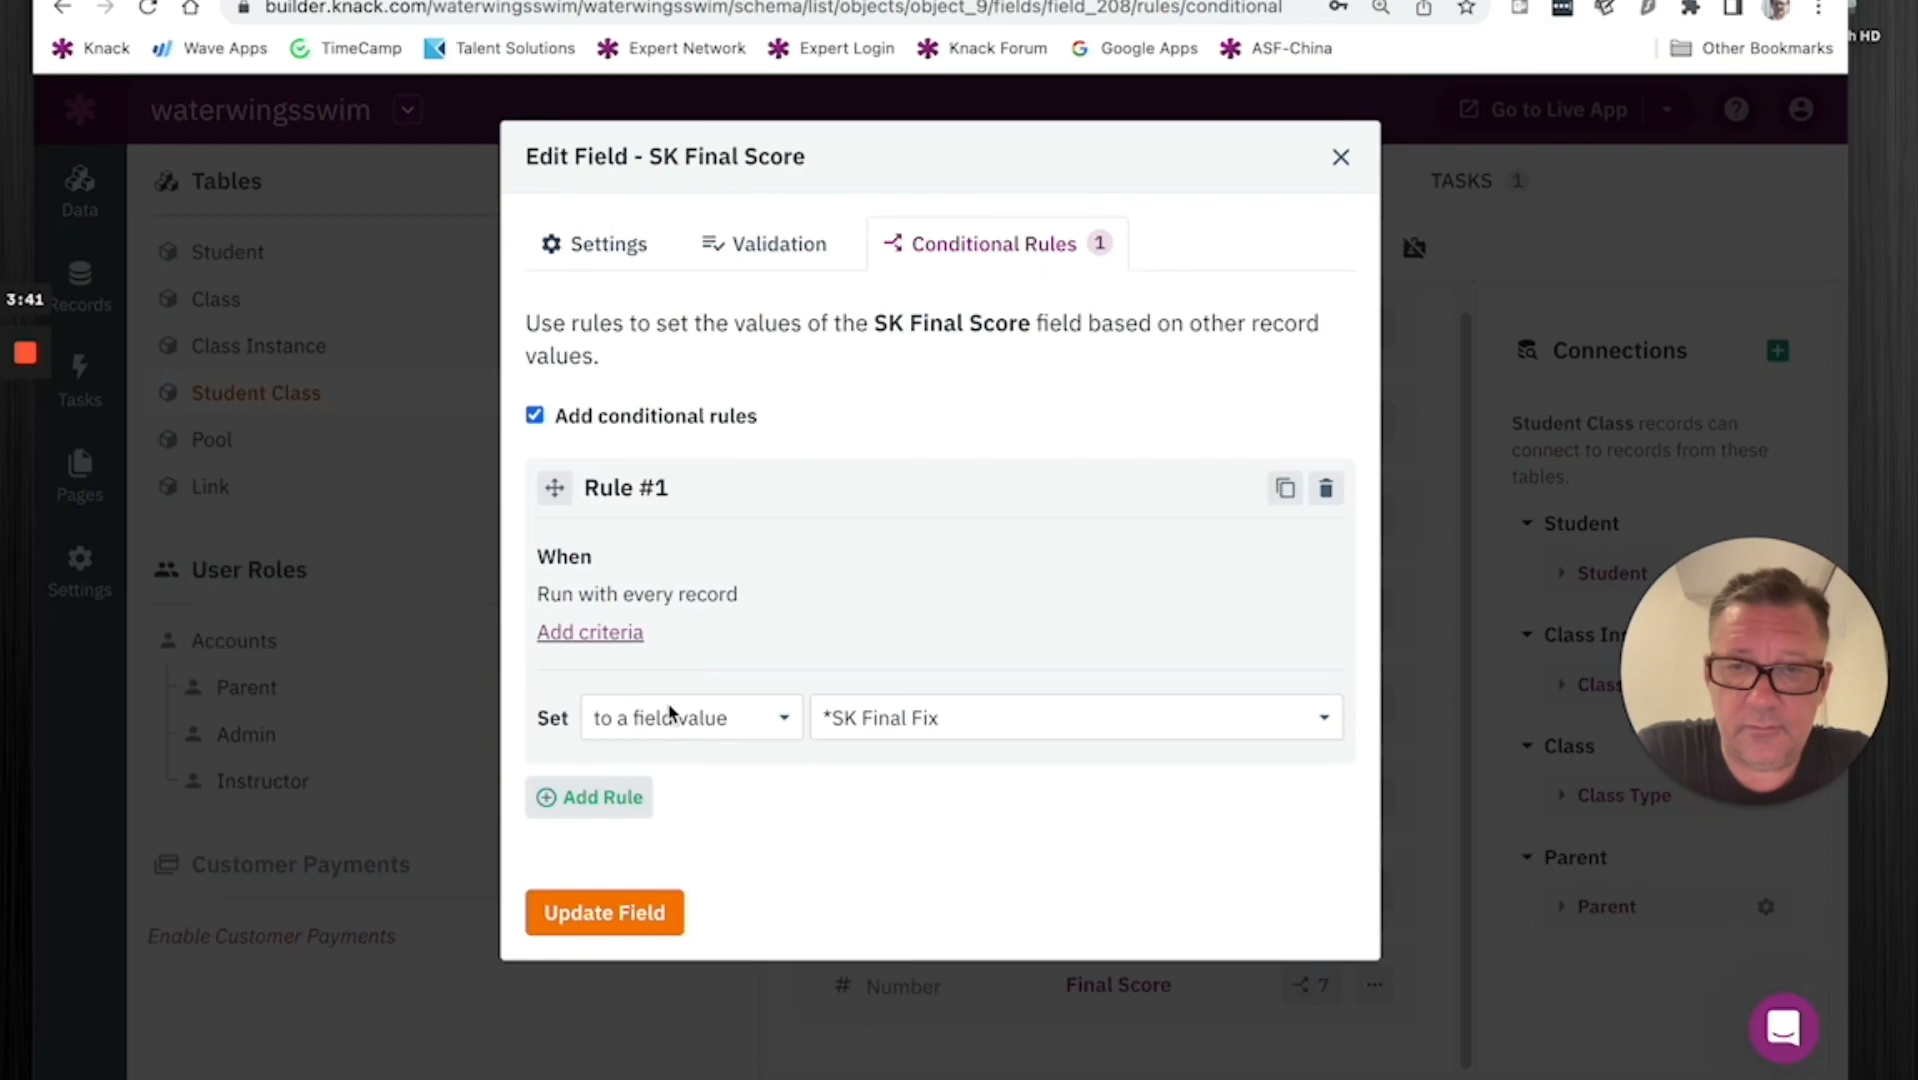 builder.knack.com/waterwingsswim/waterwingsswim/schema/list/objects/object_9/fields/field_208/rules/conditional
Knack
Wave Apps
TimeCamp
Talent Solutions
Expert Network
Expert Login
Knack Forum
Google Apps
ASF-China
Other Bookmarks
h HD
waterwingsswim
Go to Live App
Edit Field - SK Final Score
Tables
TASKS 1
Data
Student
Settings
Validation
Conditional Rules 1
3:41
Records
Class
Use rules to set the values of the SK Final Score field based on other record
values.
Class Instance
Connections
Tasks
Student Class
Add conditional rules
Student Class records can
connect to records from these
tables.
Pool
Pages
Link
Rule #1
Student
When
Student
User Roles
Settings
Run with every record
Add criteria
Accounts
Class In
Parent
Clas
Set
to a field value
*SK Final Fix
Admin
Class
Instructor
Add Rule
Class Type
Customer Payments
Parent
Update Field
Parent
Enable Customer Payments
# Number
Final Score
7